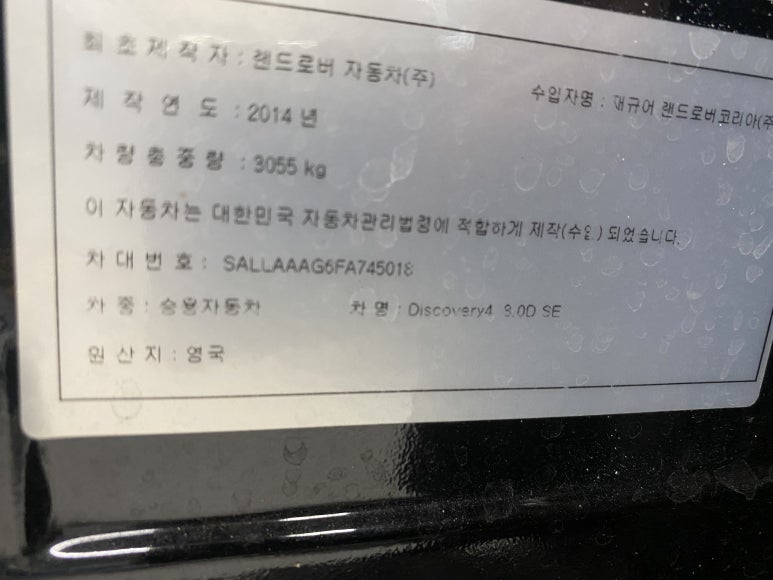 최초제작자 : 랜드로버 자동차(주)
수입자명 : 재규어 랜드로버코리아(주
제 작 연 도 : 2014 년
차량총중량 : 3055 kg
이 자동차는 대한민국 자동차관리법령에 적합하게 제작(수입) 되었습니다.
차대번호 : SALLAAAG6FA745018
차 종 : 승용자동차
차 명 : Discovery4 3.0D SE
원산지 : 영국